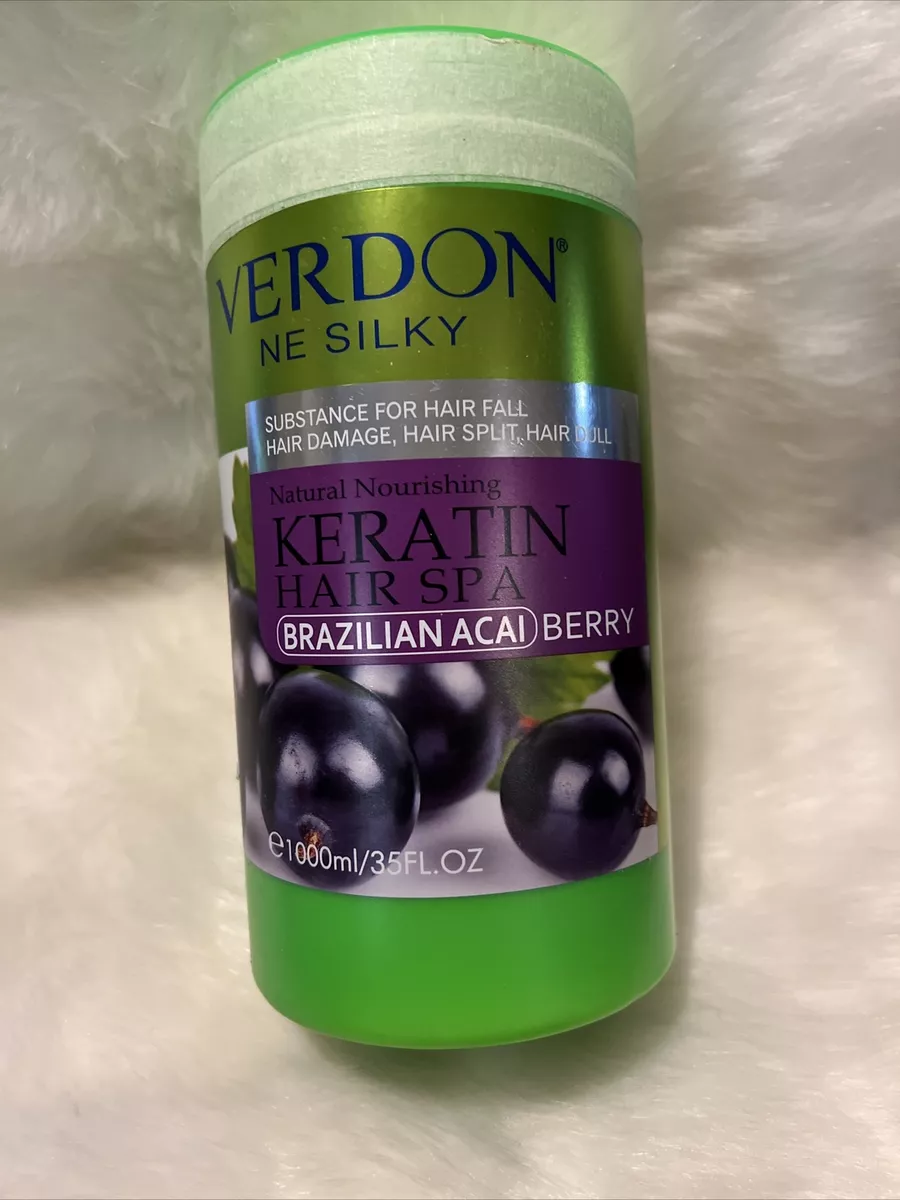 VERDON®
NE SILKY
SUBSTANCE FOR HAIR FALL
HAIR DAMAGE, HAIR SPLIT, HAIR DULL
Natural Nourishing
KERATIN
HAIR SPA
BRAZILIAN ACAI BERRY
e1000ml/35FL.OZ